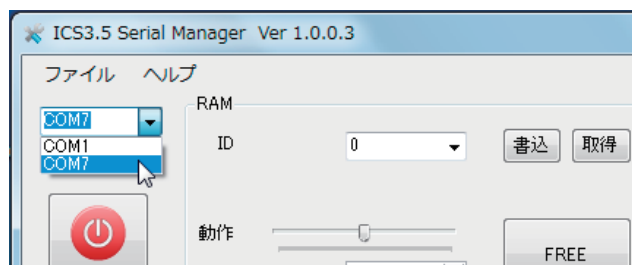 ICS3.5 Serial Manager Ver 1.0.0.3
ファイル ヘルプ
COM7
COM1
COM7
RAM
ID
0
書込
取得
動作
FREE